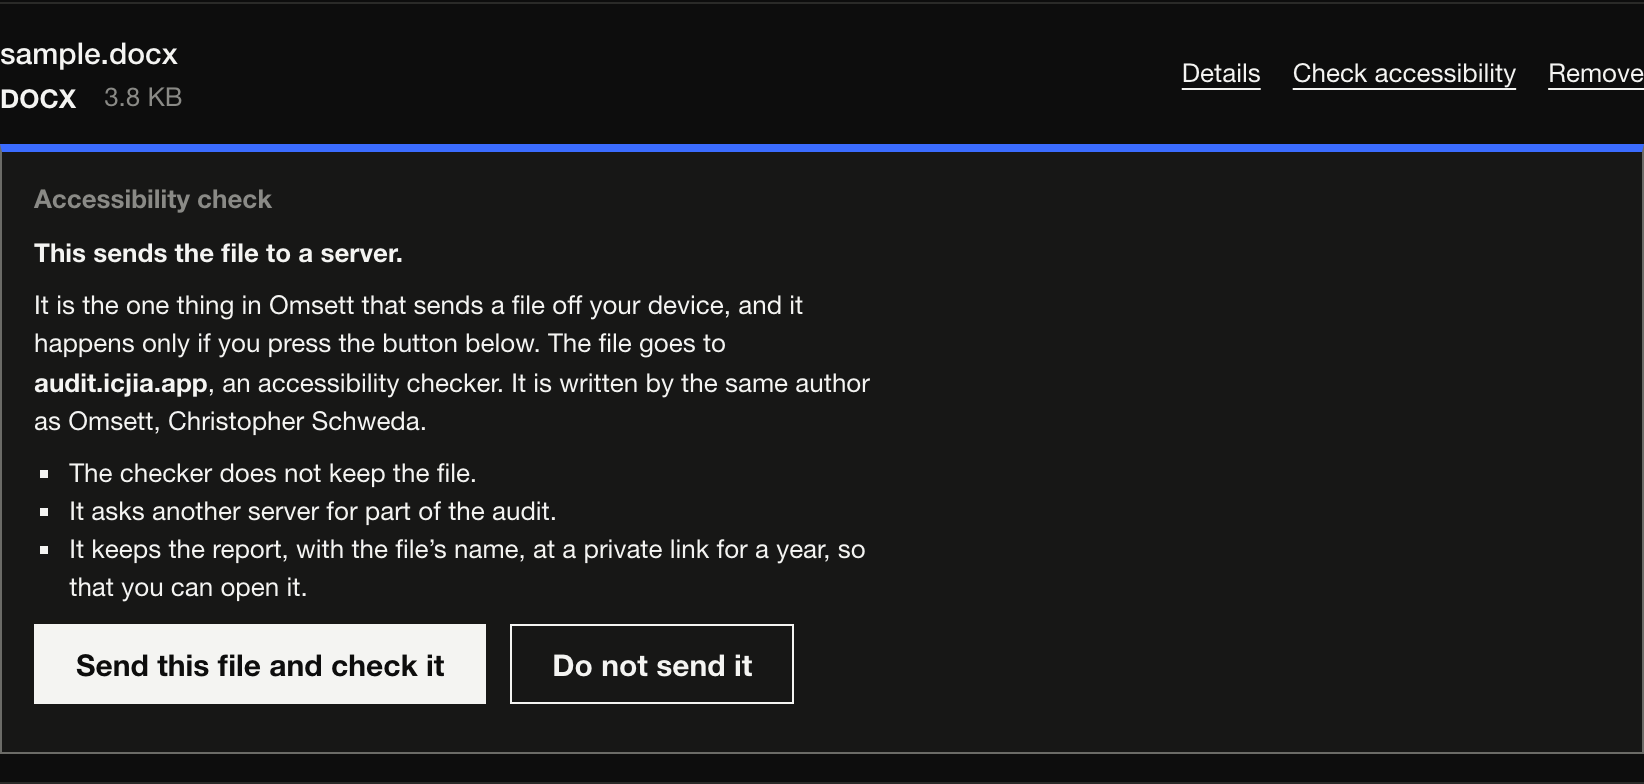 sample.docx
DOCX 3.8 KB
Details Check accessibility Remove
Accessibility check
This sends the file to a server.
It is the one thing in Omsett that sends a file off your device, and it
happens only if you press the button below. The file goes to
audit.icjia.app, an accessibility checker. It is written by the same author
as Omsett, Christopher Schweda.
▪ The checker does not keep the file.
▪ It asks another server for part of the audit.
▪ It keeps the report, with the file’s name, at a private link for a year, so
that you can open it.
Send this file and check it
Do not send it